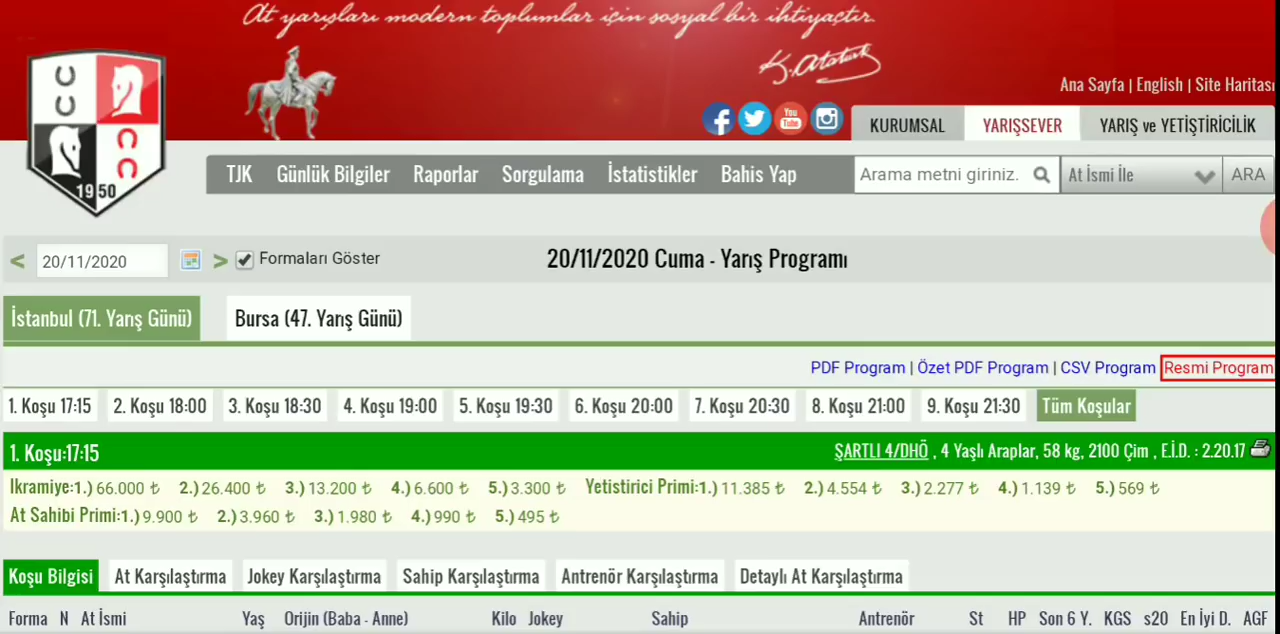 At yarışları modern toplumlar için sosyal bir ihtiyaçtır.
K. Atatürk
Ana Sayfa | English | Site Haritası
KURUMSAL YARIŞSEVER YARIŞ ve YETİŞTİRİCİLİK
1950
TJK Günlük Bilgiler Raporlar Sorgulama İstatistikler Bahis Yap Arama metni giriniz. At İsmi İle ARA
< 20/11/2020 > Formaları Göster 20/11/2020 Cuma - Yarış Programı
İstanbul (71. Yarış Günü) Bursa (47. Yarış Günü)
PDF Program | Özet PDF Program | CSV Program Resmi Program
1. Koşu 17:15 2. Koşu 18:00 3. Koşu 18:30 4. Koşu 19:00 5. Koşu 19:30 6. Koşu 20:00 7. Koşu 20:30 8. Koşu 21:00 9. Koşu 21:30 Tüm Koşular
1. Koşu:17:15 ŞARTLI 4/DHÖ , 4 Yaşlı Araplar, 58 kg, 2100 Çim , E.İ.D. : 2.20.17
Ikramiye:1.) 66.000 ₺ 2.) 26.400 ₺ 3.) 13.200 ₺ 4.) 6.600 ₺ 5.) 3.300 ₺ Yetistirici Primi:1.) 11.385 ₺ 2.) 4.554 ₺ 3.) 2.277 ₺ 4.) 1.139 ₺ 5.) 569 ₺
At Sahibi Primi:1.) 9.900 ₺ 2.) 3.960 ₺ 3.) 1.980 ₺ 4.) 990 ₺ 5.) 495 ₺
Koşu Bilgisi At Karşılaştırma Jokey Karşılaştırma Sahip Karşılaştırma Antrenör Karşılaştırma Detaylı At Karşılaştırma
Forma N At İsmi Yaş Orijin (Baba - Anne) Kilo Jokey Sahip Antrenör St HP Son 6 Y. KGS s20 En İyi D. AGF